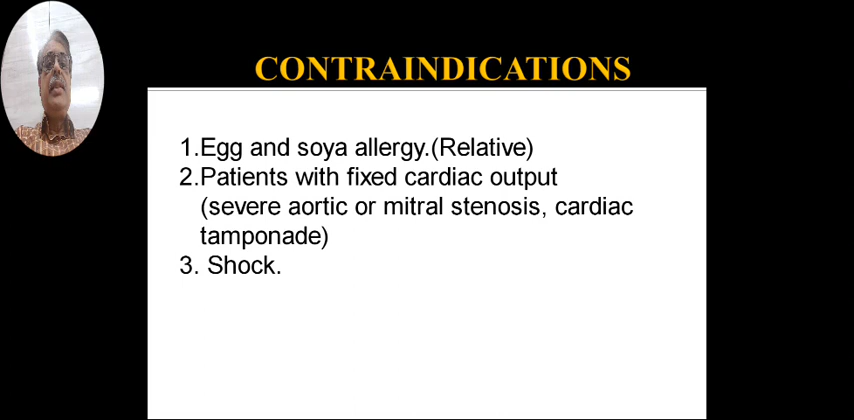 CONTRAINDICATIONS
1.Egg and soya allergy.(Relative)
2.Patients with fixed cardiac output
(severe aortic or mitral stenosis, cardiac
tamponade)
3. Shock.